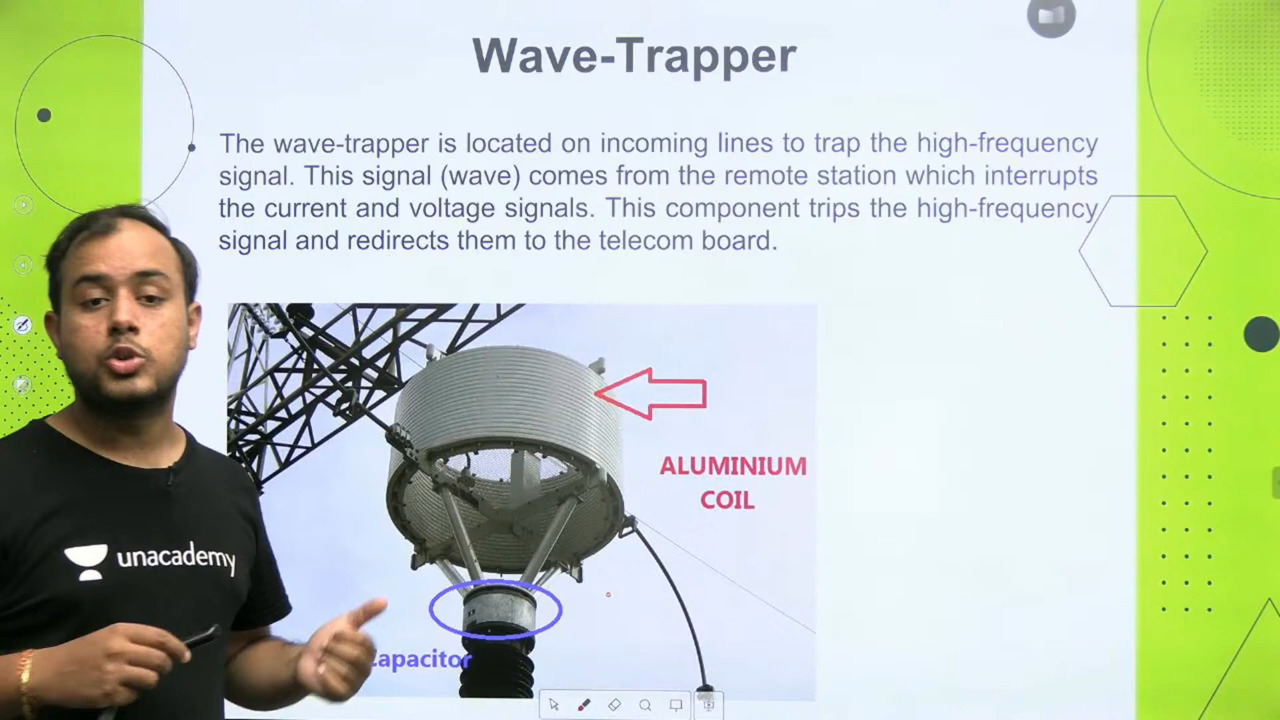 Wave-Trapper
The wave-trapper is located on incoming lines to trap the high-frequency
signal. This signal (wave) comes from the remote station which interrupts
the current and voltage signals. This component trips the high-frequency
signal and redirects them to the telecom board.
ALUMINIUM
COIL
unacademy
Capacitor